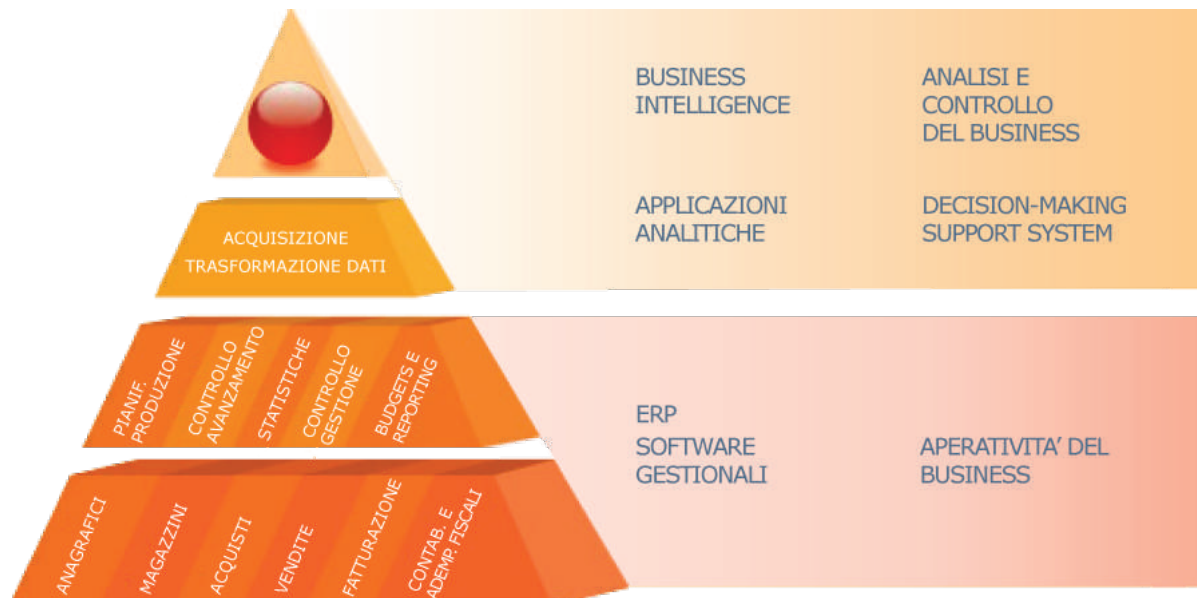 BUSINESS
INTELLIGENCE
ANALISI E
CONTROLLO
DEL BUSINESS
APPLICAZIONI
ANALITICHE
DECISION-MAKING
SUPPORT SYSTEM
ACQUISIZIONE
TRASFORMAZIONE DATI
PIANIF.
PRODUZIONE
CONTROLLO
AVANZAMENTO
STATISTICHE
CONTROLLO
GESTIONE
BUDGETS E
REPORTING
ERP
SOFTWARE
GESTIONALI
APERATIVITA' DEL
BUSINESS
ANAGRAFICI
MAGAZZINI
ACQUISTI
VENDITE
FATTURAZIONE
CONTAB. E
ADEMP. FISCALI